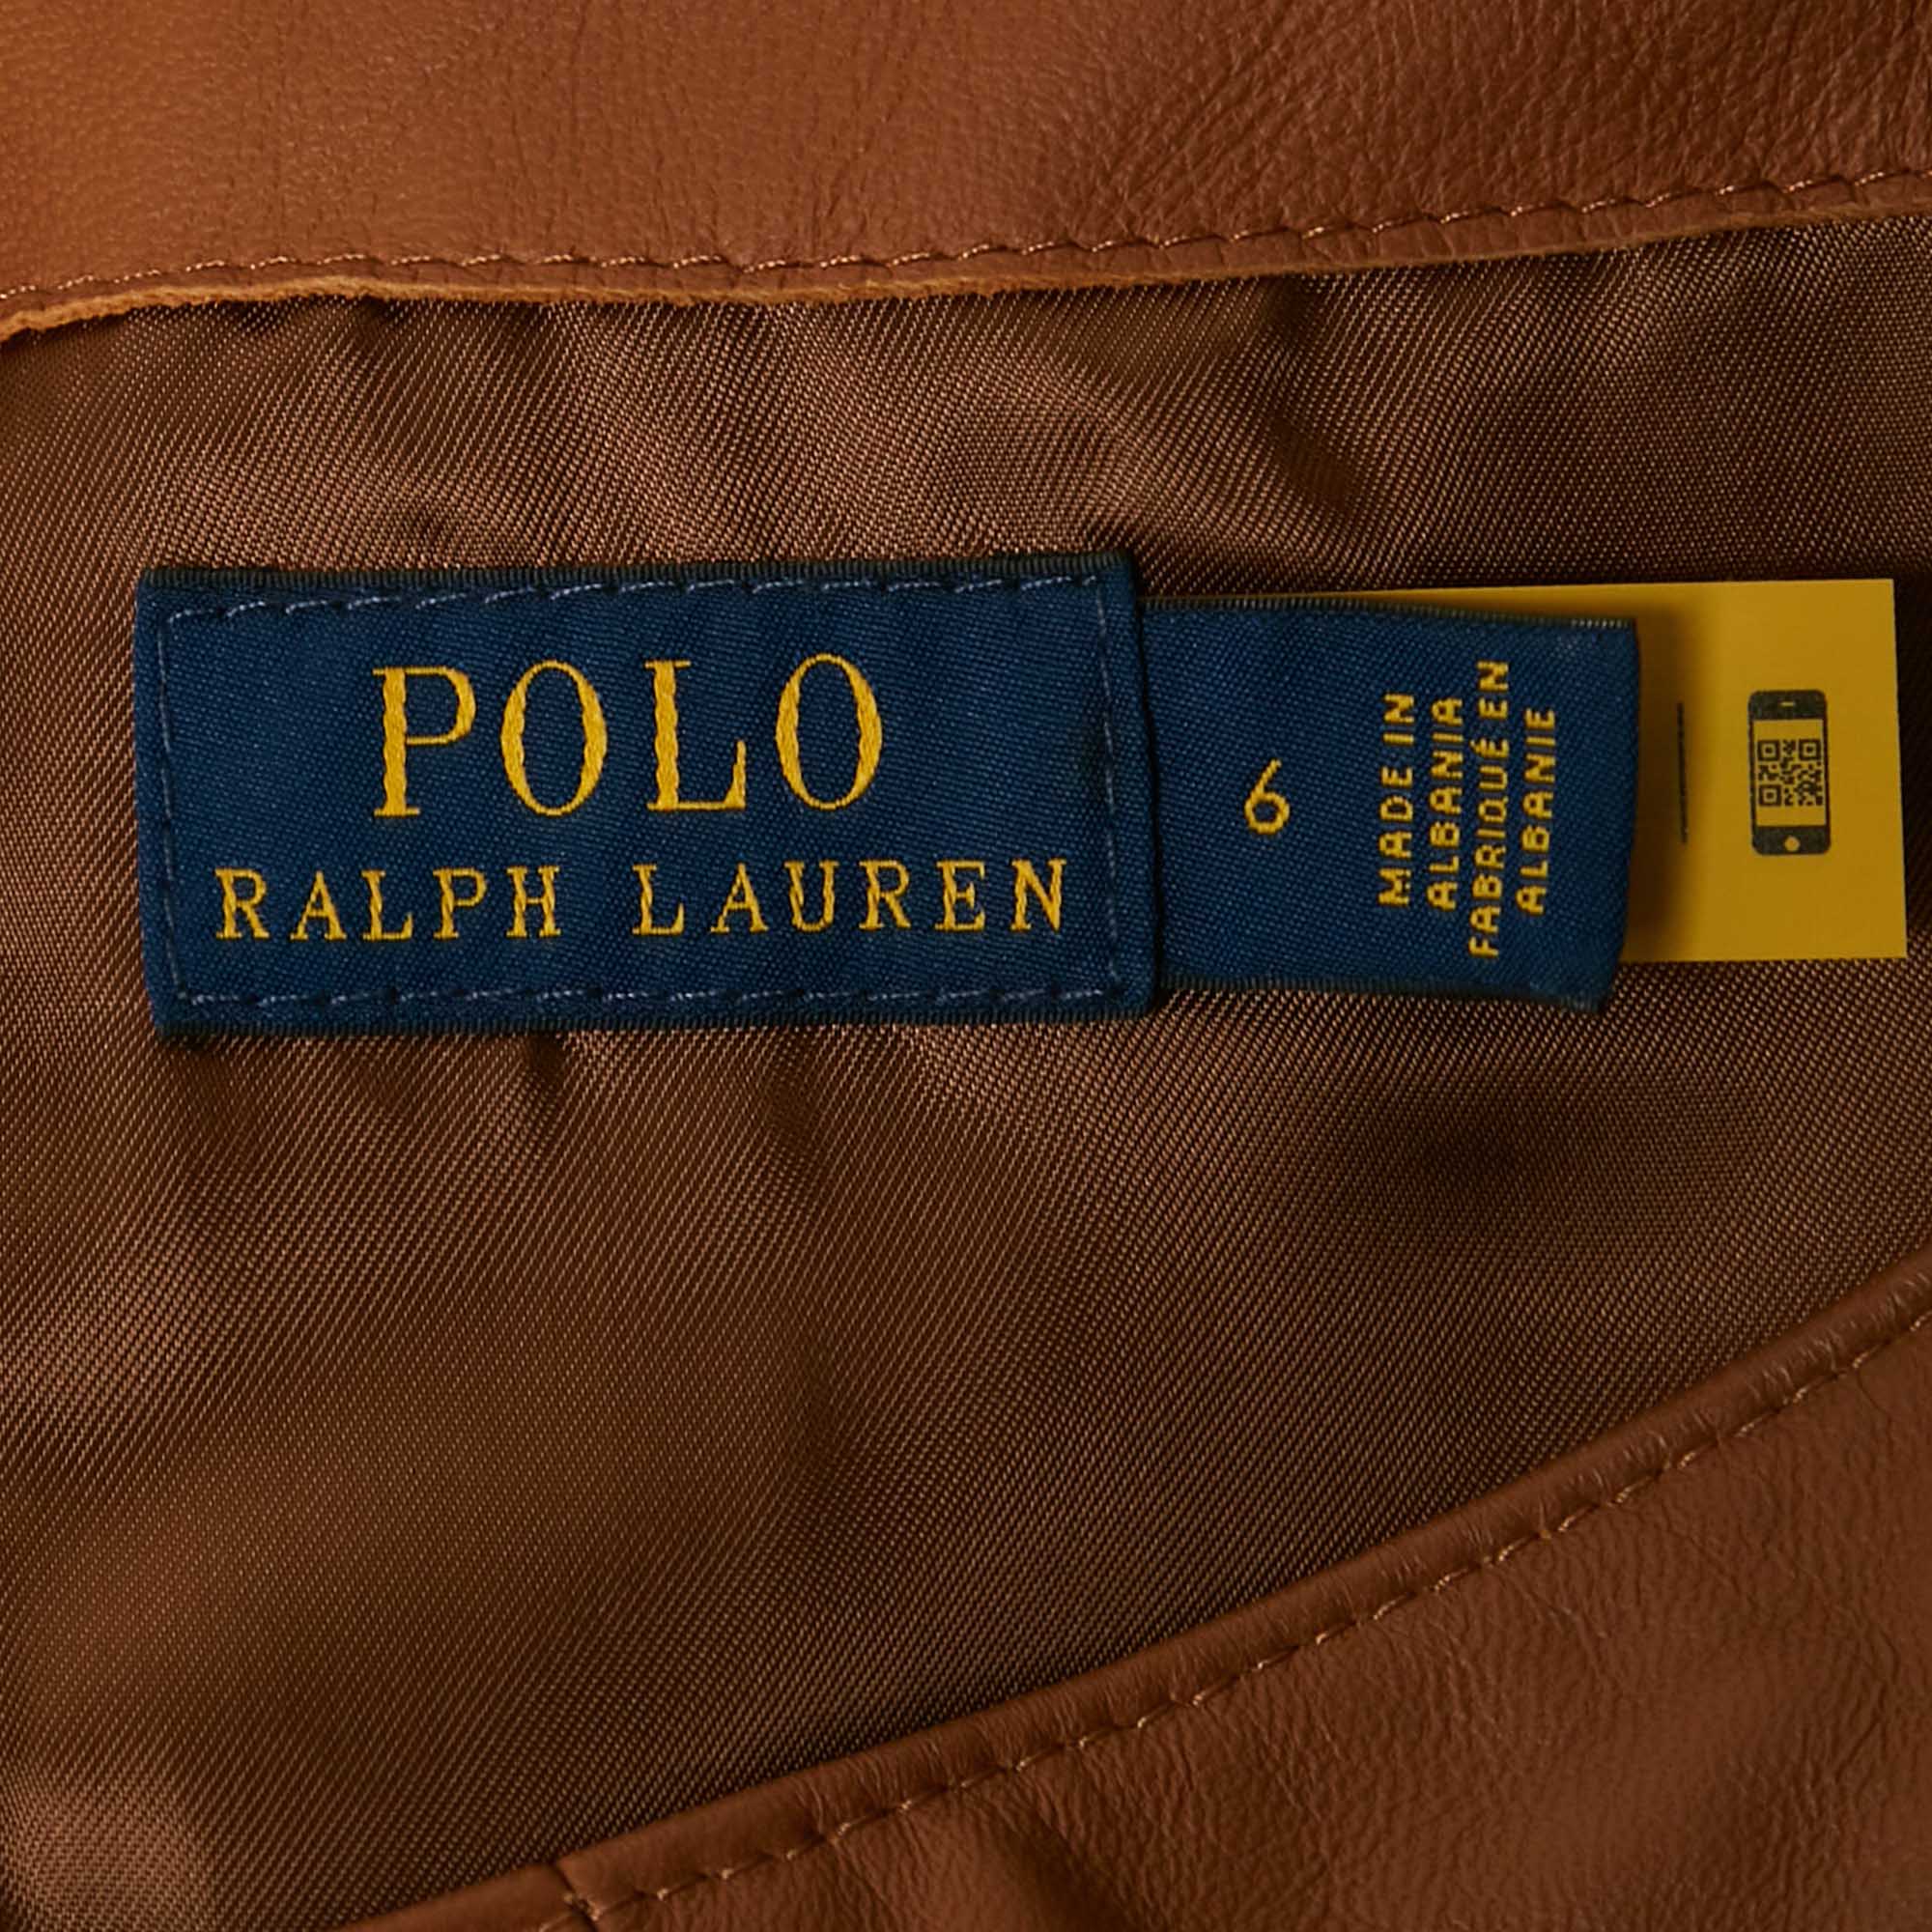 POLO
RALPH LAUREN
6
MADE IN
ALBANIA
FABRIQUÉ EN
ALBANIE